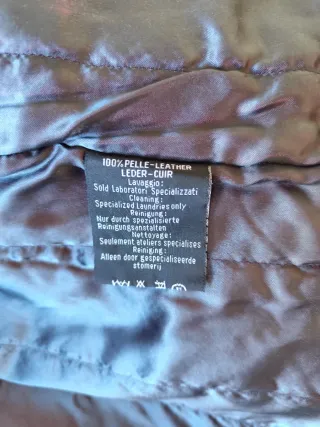 100% PELLE-LEATHER
LEDER-CUIR
Lavaggio:
Sold Laboratori Specializzati
Cleaning:
Specialized Laundries only
Reinigung:
Nur durch spezialisierte
Reinigungsanstalten
Nettoyage:
Seulement ateliers specialises
Reiniging:
Alleen door gespecialiseerde
stomerij